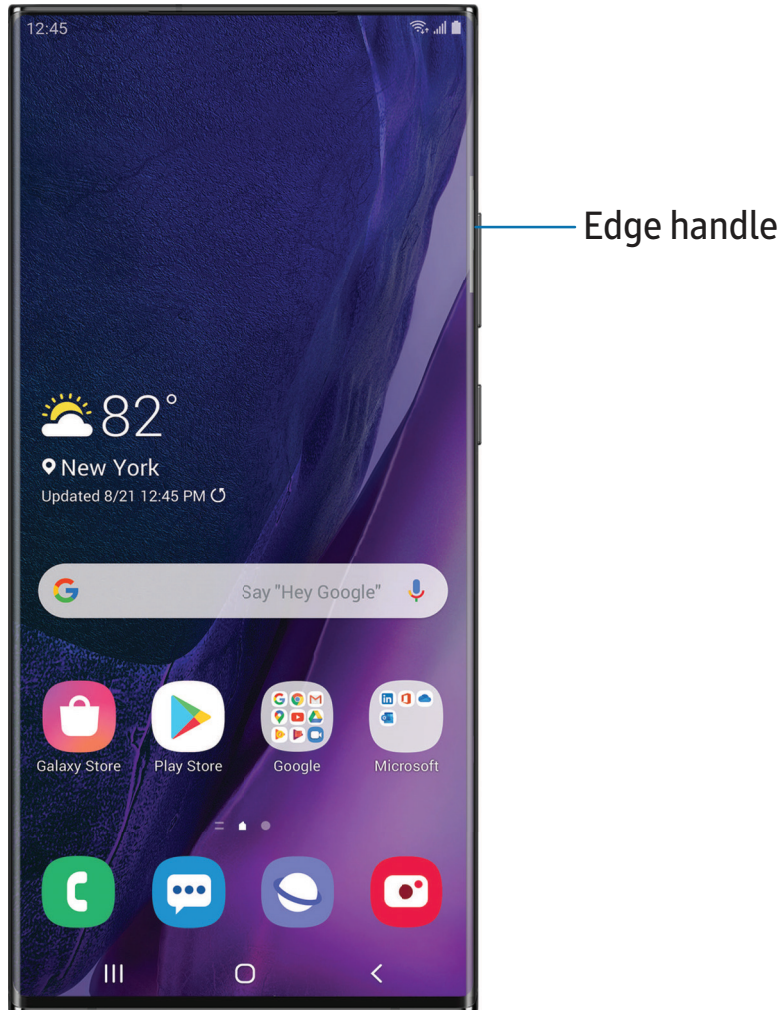 12:45
Edge handle
82°
New York
Updated 8/21 12:45 PM
Say "Hey Google"
Galaxy Store
Play Store
Google
Microsoft